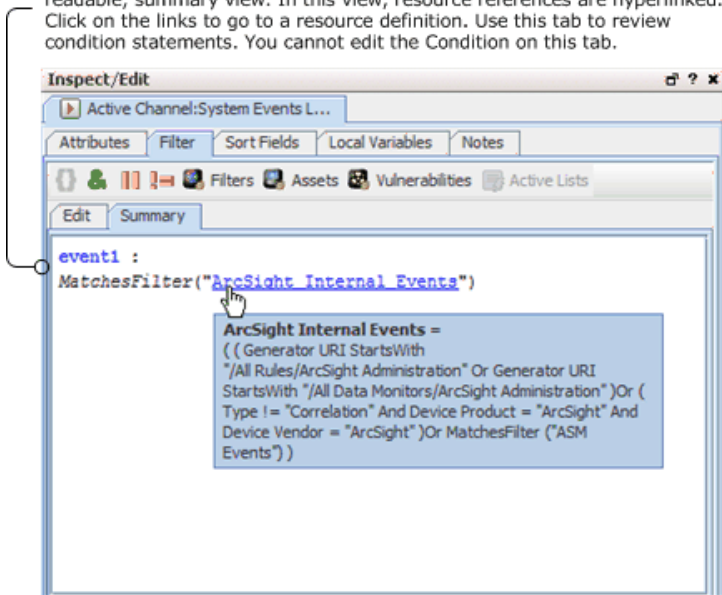 readable, summary view. In this view, resource references are hyperlinked.
Click on the links to go to a resource definition. Use this tab to review
condition statements. You cannot edit the Condition on this tab.
Inspect/Edit
Active Channel:System Events L...
Attributes Filter Sort Fields Local Variables Notes
Filters Assets Vulnerabilities Active Lists
Edit Summary
event1 :
MatchesFilter("ArcSight Internal Events")
ArcSight Internal Events =
( ( Generator URI StartsWith
"/All Rules/ArcSight Administration" Or Generator URI
StartsWith "/All Data Monitors/ArcSight Administration" )Or (
Type != "Correlation" And Device Product = "ArcSight" And
Device Vendor = "ArcSight" )Or MatchesFilter ("ASM
Events") )